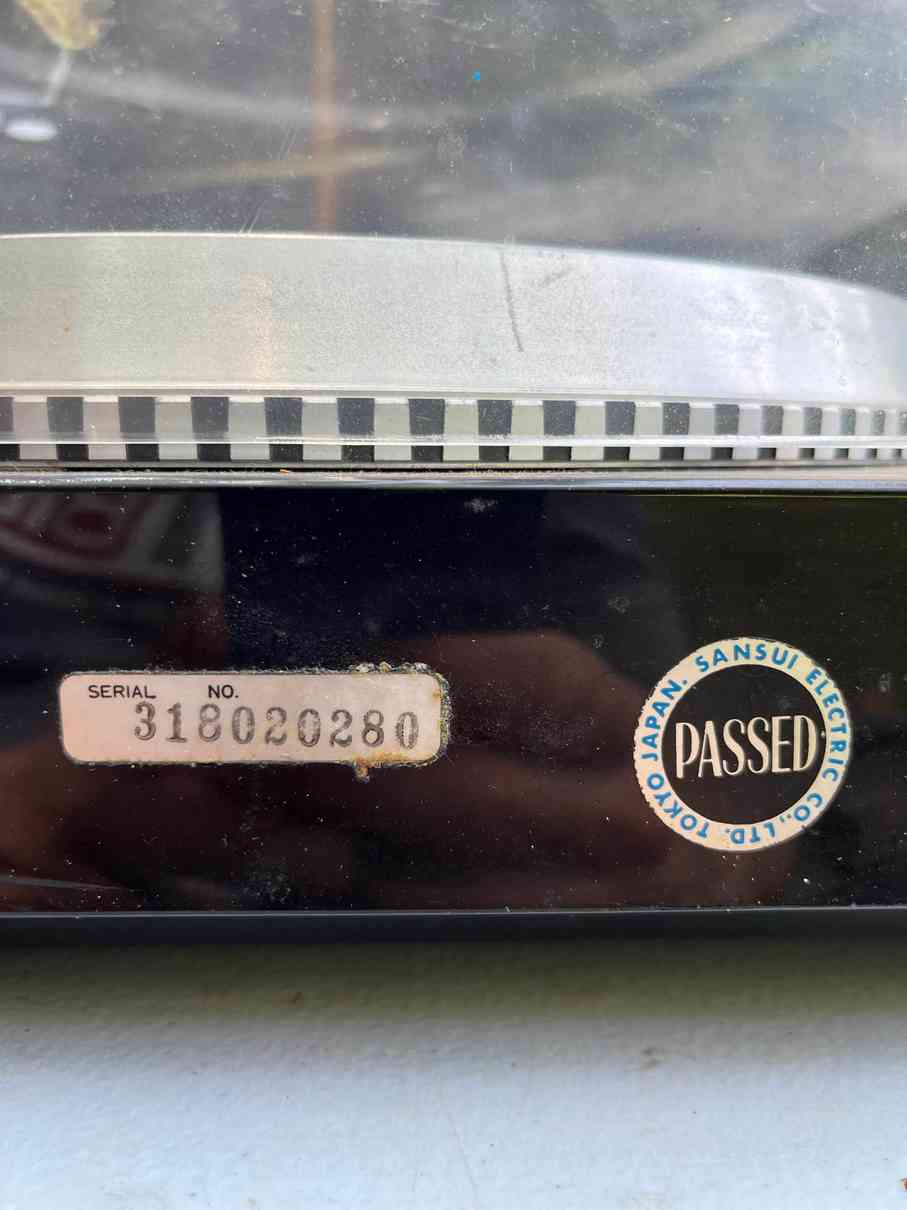 SERIAL NO.
318020280
SANSUI ELECTRIC CO., LTD. TOKYO JAPAN.
PASSED